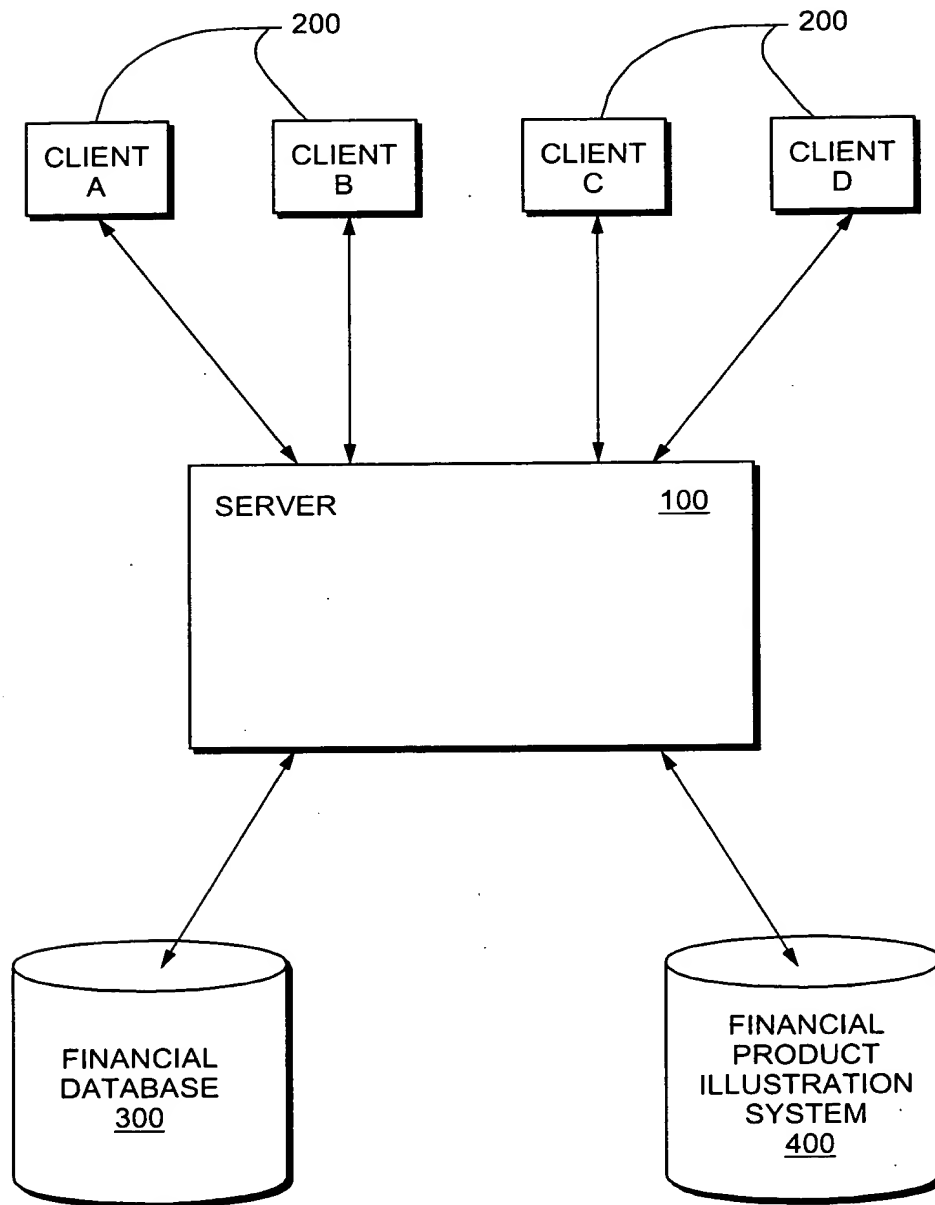 200
200
CLIENT
A
CLIENT
B
CLIENT
C
CLIENT
D
SERVER
100
FINANCIAL
DATABASE
300
FINANCIAL
PRODUCT
ILLUSTRATION
SYSTEM
400